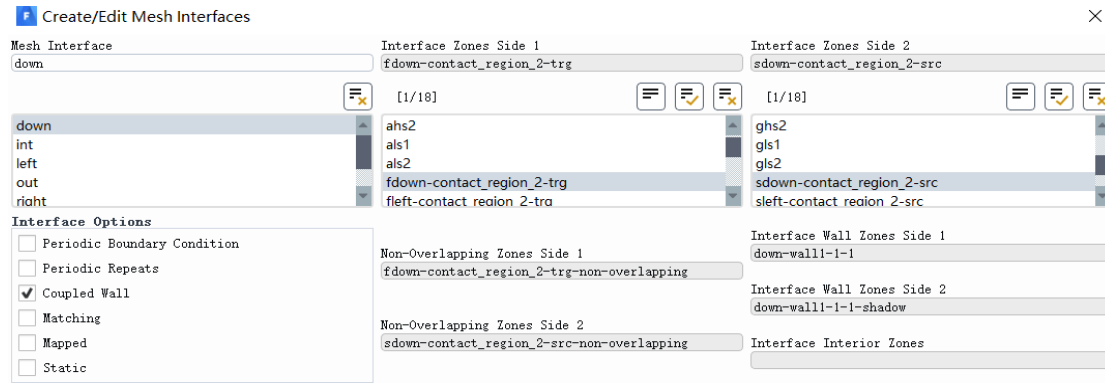 Create/Edit Mesh Interfaces
Mesh Interface
down
Interface Zones Side 1
fdown-contact_region_2-trg
Interface Zones Side 2
sdown-contact_region_2-src
[1/18]
[1/18]
down
int
left
out
right
ahs2
als1
als2
fdown-contact_region_2-trg
fleft-contact_region_2-trg
ghs2
gls1
gls2
sdown-contact_region_2-src
sleft-contact_region_2-src
Interface Options
Periodic Boundary Condition
Periodic Repeats
Coupled Wall
Matching
Mapped
Static
Non-Overlapping Zones Side 1
fdown-contact_region_2-trg-non-overlapping
Non-Overlapping Zones Side 2
sdown-contact_region_2-src-non-overlapping
Interface Wall Zones Side 1
down-wall1-1-1
Interface Wall Zones Side 2
down-wall1-1-1-shadow
Interface Interior Zones